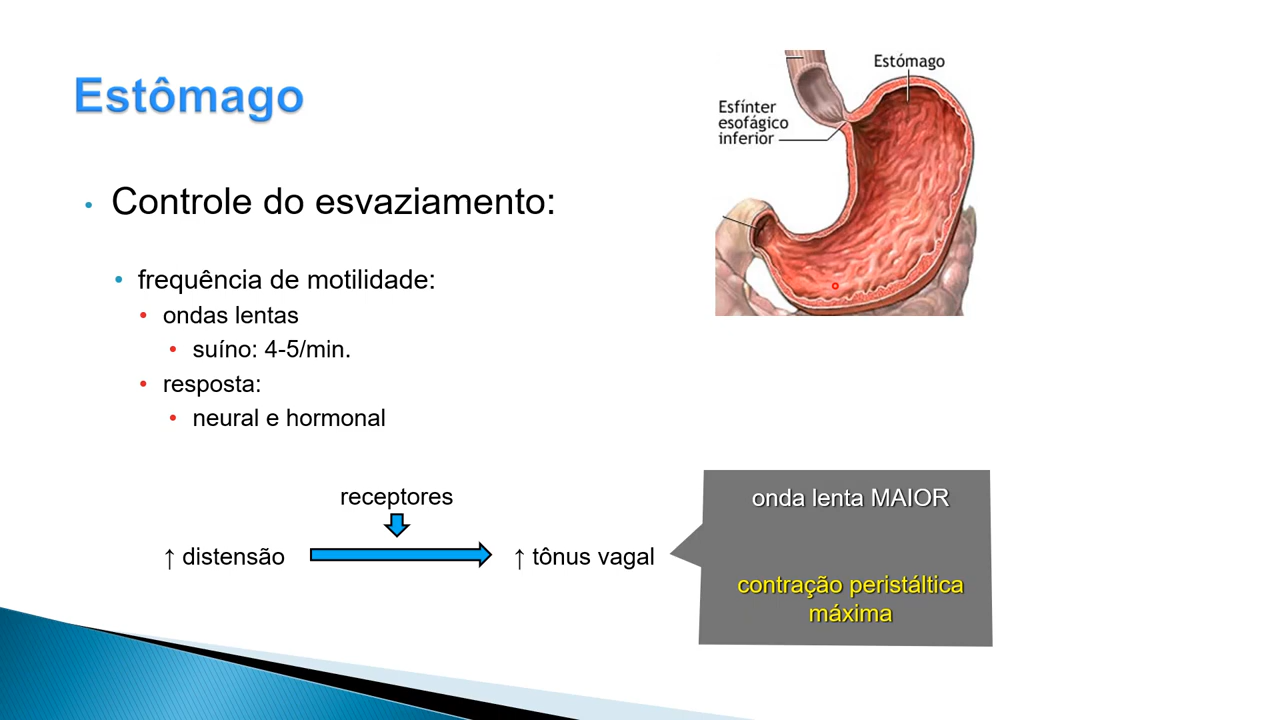 Estômago
Controle do esvaziamento:
frequência de motilidade:
ondas lentas
suíno: 4-5/min.
resposta:
neural e hormonal
receptores
↑ distensão
↑ tônus vagal
onda lenta MAIOR
contração peristáltica
máxima
Estómago
Esfínter
esofágico
inferior